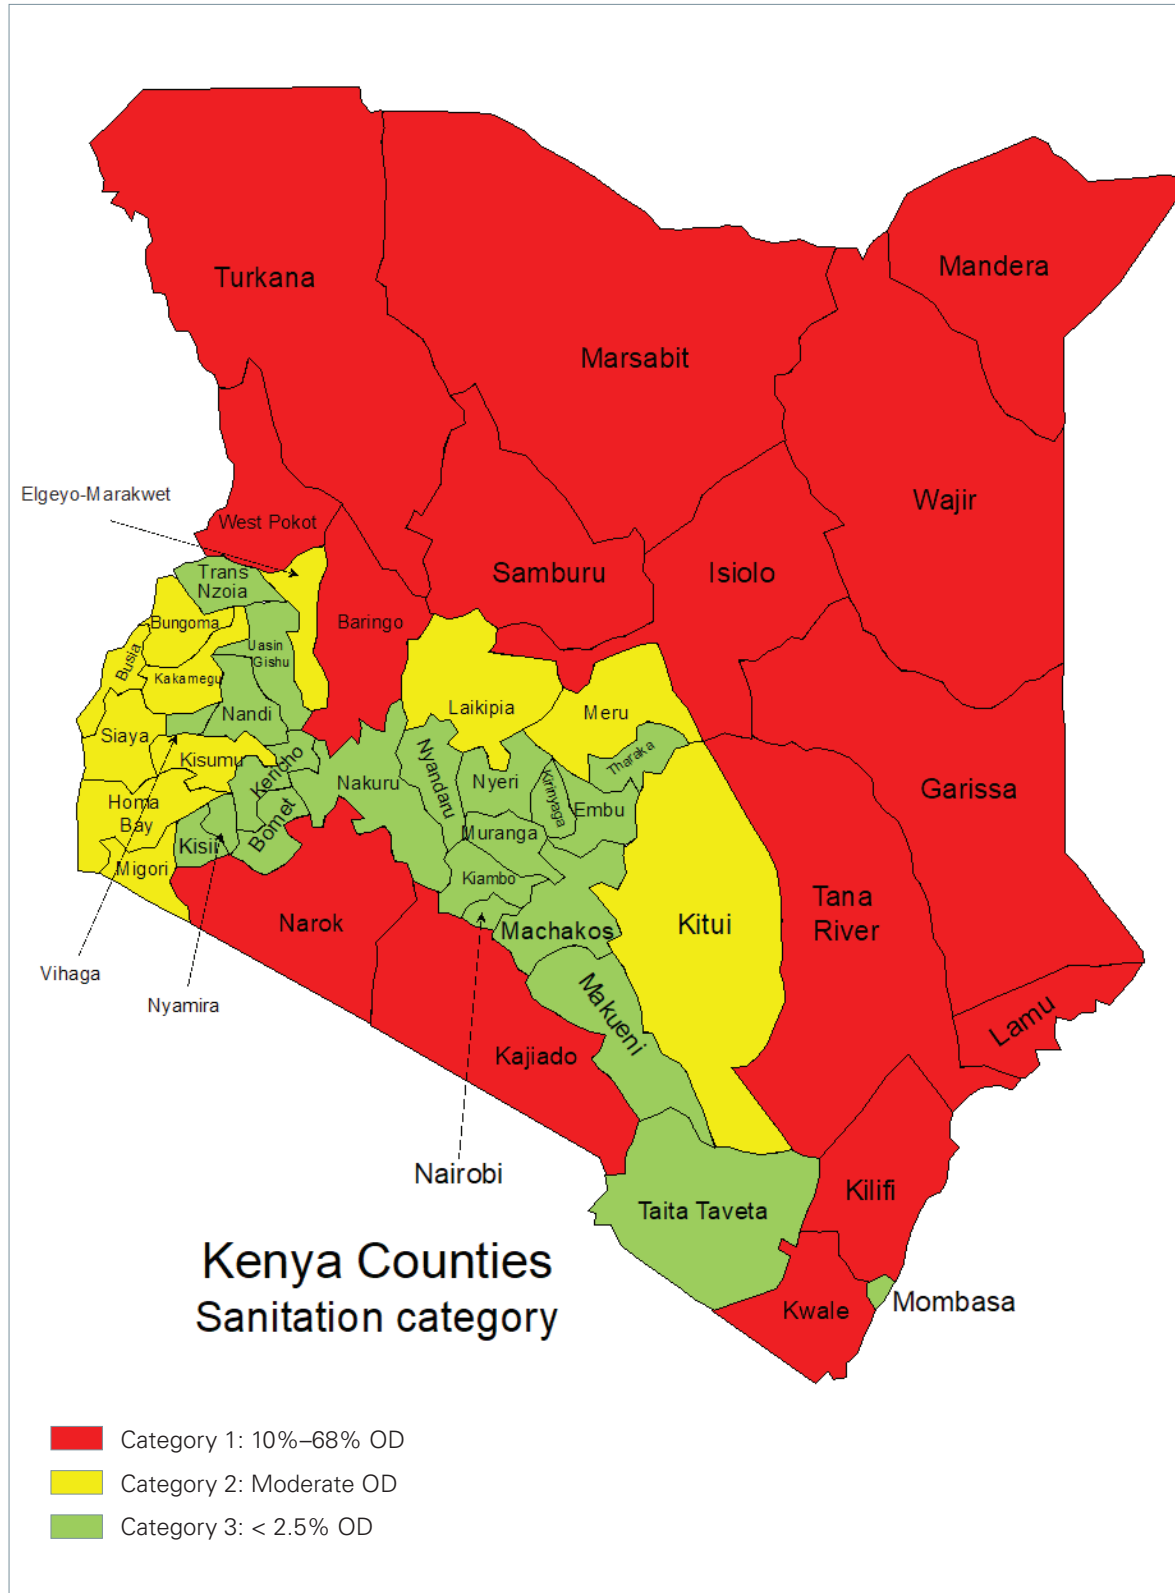 Turkana
Mandera
Marsabit
Elgeyo-Marakwet
Wajir
West Pokot
Trans
Nzoia
Samburu
Isiolo
Bungoma
Baringo
Busia
Uasin
Gishu
Kakamegu
Laikipia
Meru
Nandi
Siaya
Kisumu
Kericho
Nakuru
Nyandaru
Nyeri
Kirinyaga
Tharaka
Garissa
Homa
Bay
Embu
Bomet
Muranga
Kisii
Migori
Kiambo
Narok
Machakos
Kitui
Tana
River
Vihaga
Nyamira
Makueni
Lamu
Kajiado
Nairobi
Taita Taveta
Kilifi
Kenya Counties
Sanitation category
Kwale
Mombasa
Category 1: 10%–68% OD
Category 2: Moderate OD
Category 3: < 2.5% OD